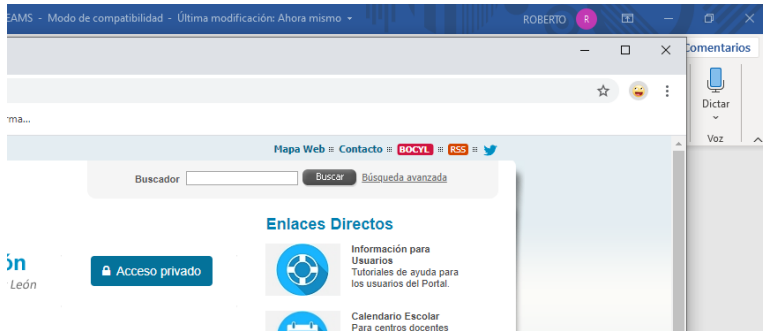 EAMS - Modo de compatibilidad - Última modificación: Ahora mismo
ROBERTO R
Comentarios
Dictar
Voz
rma...
Mapa Web Contacto BOCYL RSS
Buscador Buscar Búsqueda avanzada
Enlaces Directos
ón
León
Acceso privado
Información para
Usuarios
Tutoriales de ayuda para
los usuarios del Portal.
Calendario Escolar
Para centros docentes